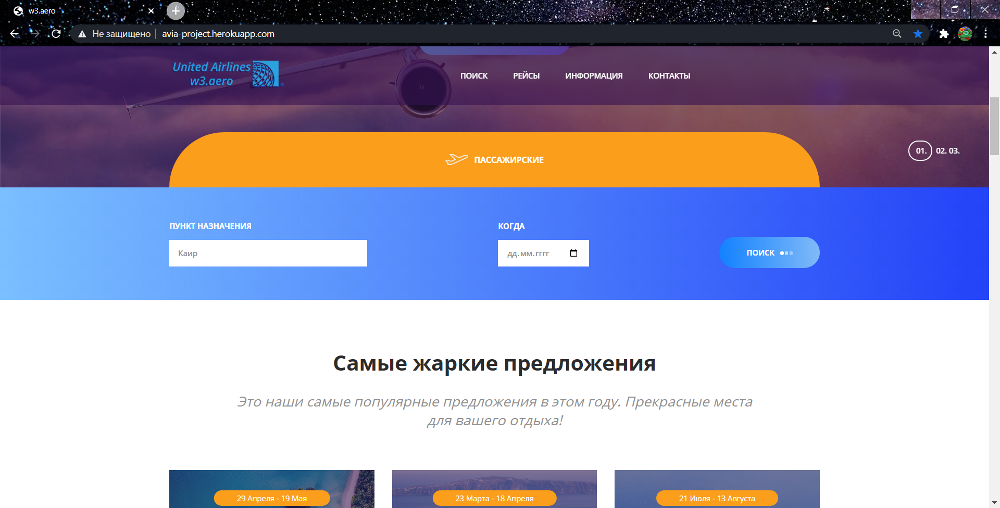 w3.aero
Не защищено
avia-project.herokuapp.com
United Airlines
w3.aero
ПОИСК
РЕЙСЫ
ИНФОРМАЦИЯ
КОНТАКТЫ
ПАССАЖИРСКИЕ
01. 02. 03.
ПУНКТ НАЗНАЧЕНИЯ
КОГДА
Каир
дд.мм.гггг
ПОИСК
Самые жаркие предложения
Это наши самые популярные предложения в этом году. Прекрасные места
для вашего отдыха!
29 Апреля - 19 Мая
23 Марта - 18 Апреля
21 Июля - 13 Августа